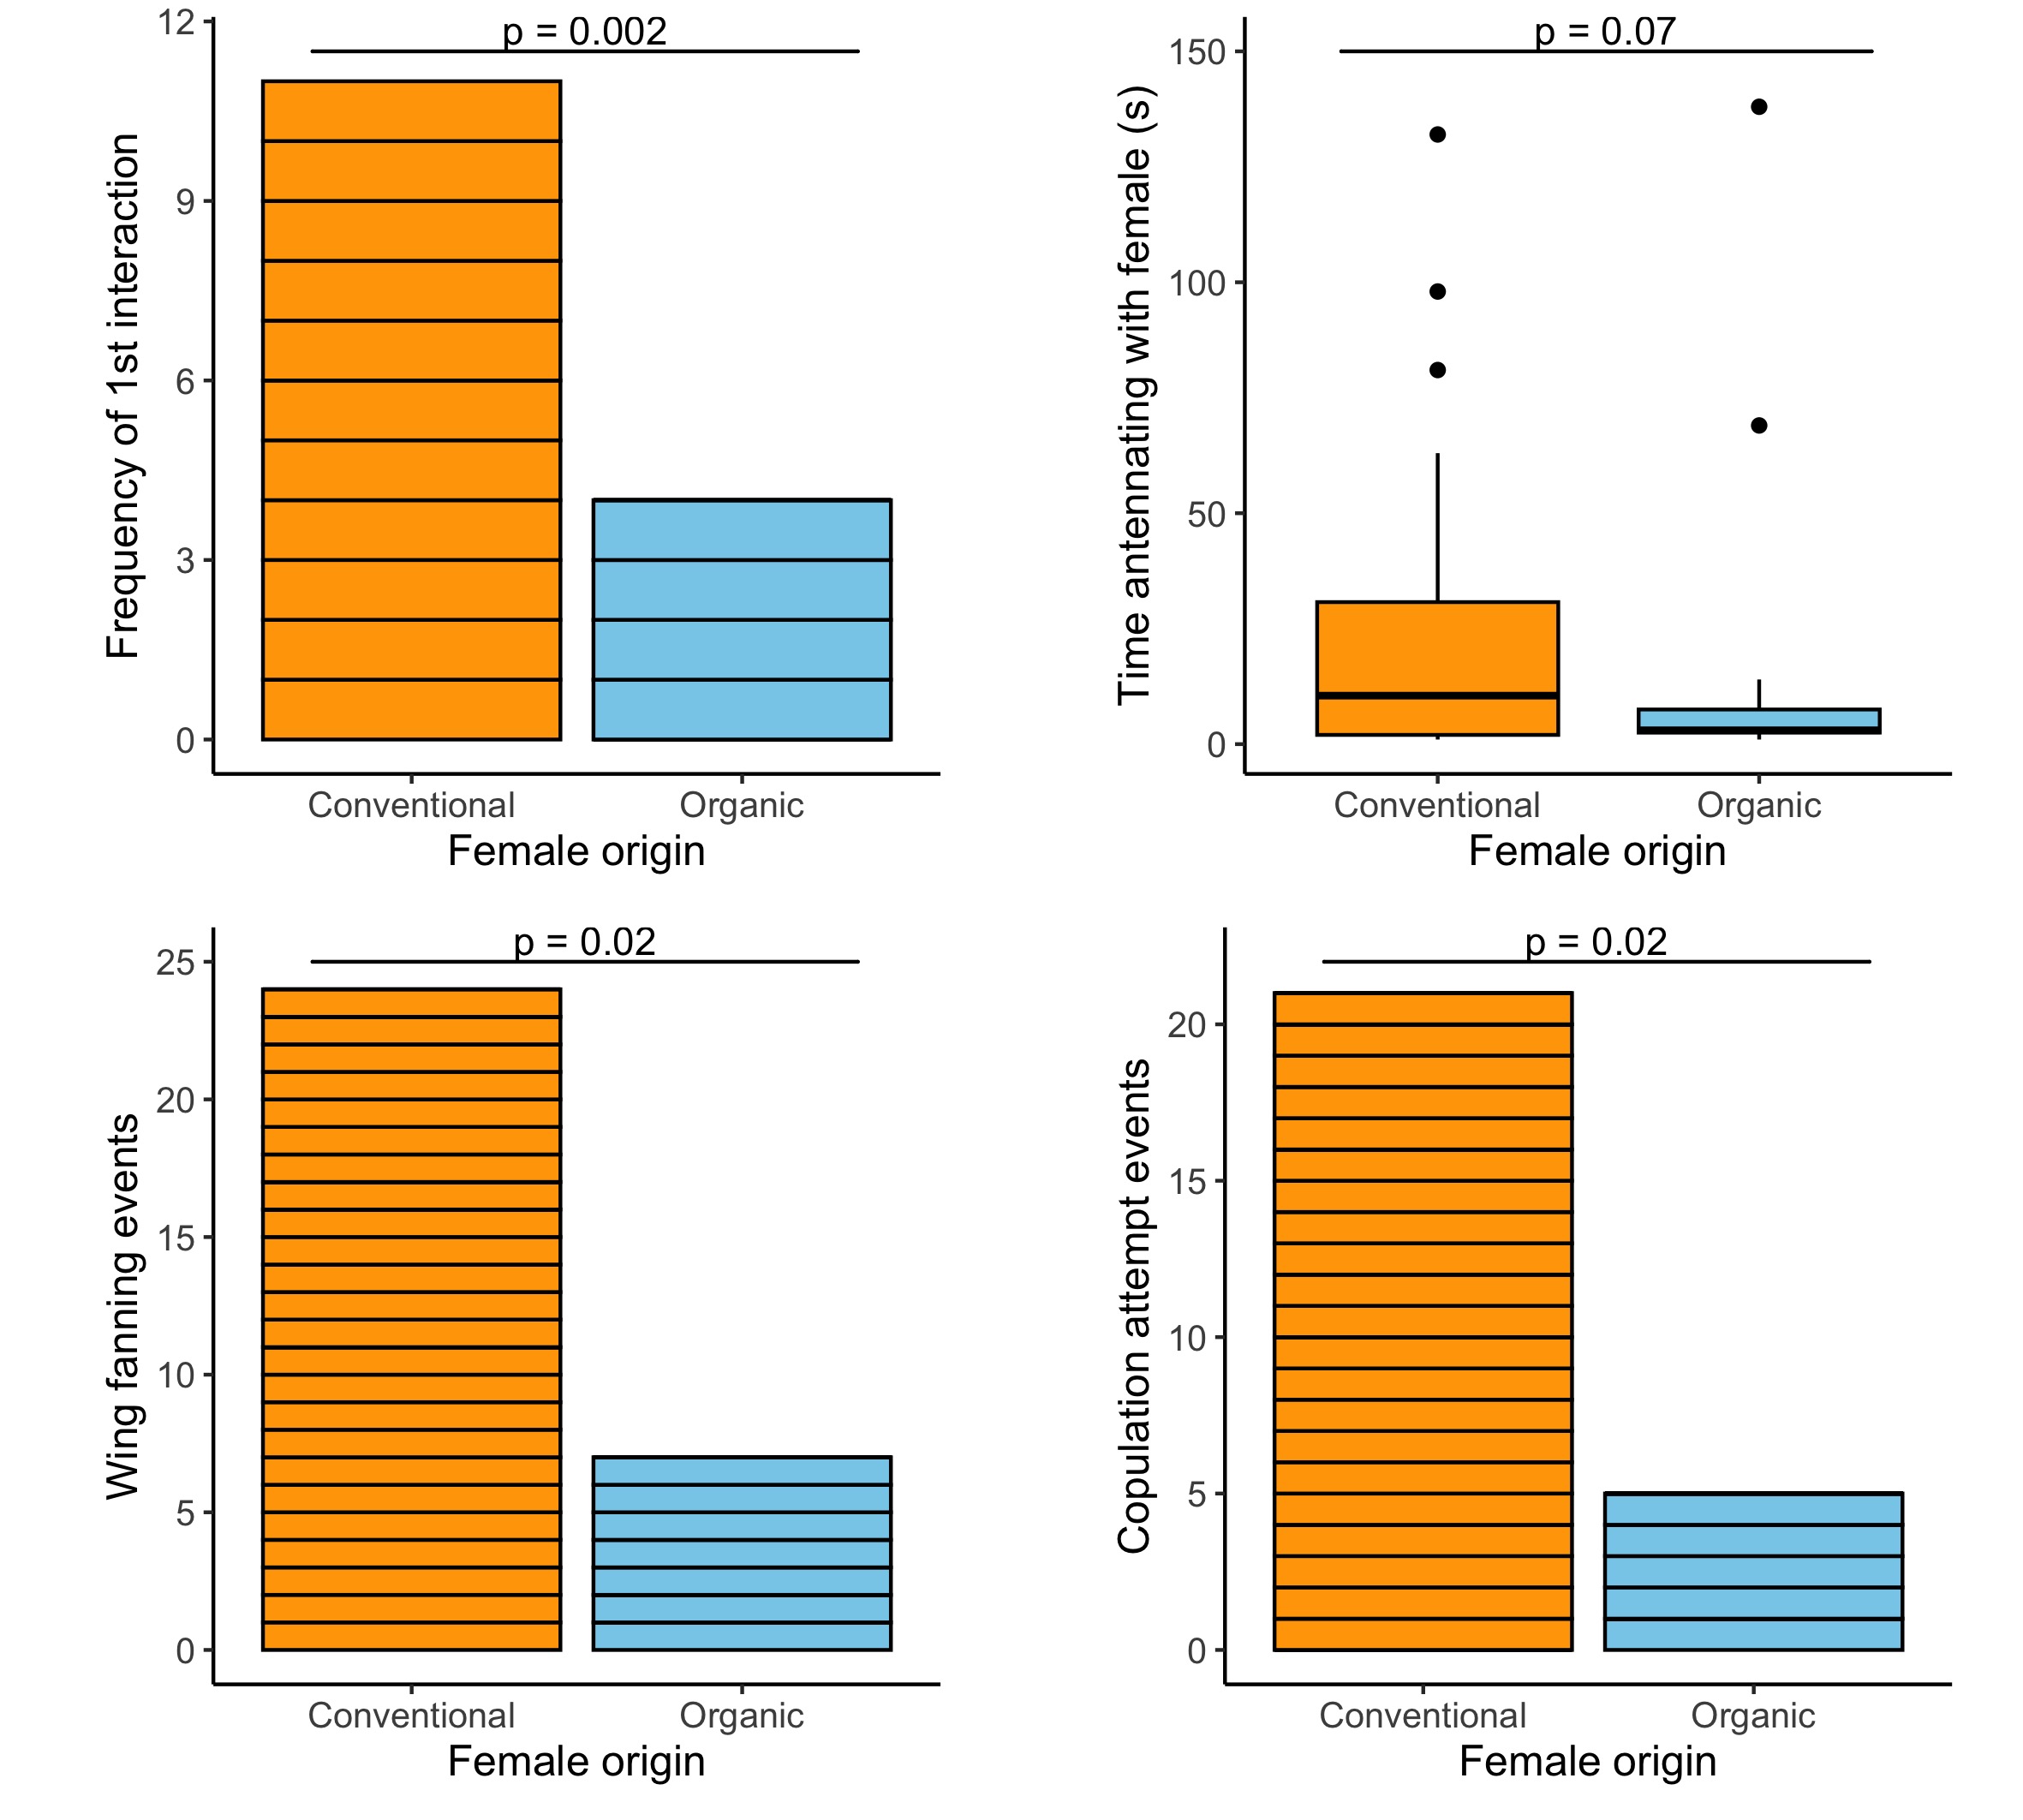 p = 0.002
12
9
6
3
0
Frequency of 1st interaction
Conventional Organic
Female origin
p = 0.07
150
100
50
0
Time antennating with female (s)
Conventional Organic
Female origin
p = 0.02
25
20
15
10
5
0
Wing fanning events
Conventional Organic
Female origin
p = 0.02
20
15
10
5
0
Copulation attempt events
Conventional Organic
Female origin